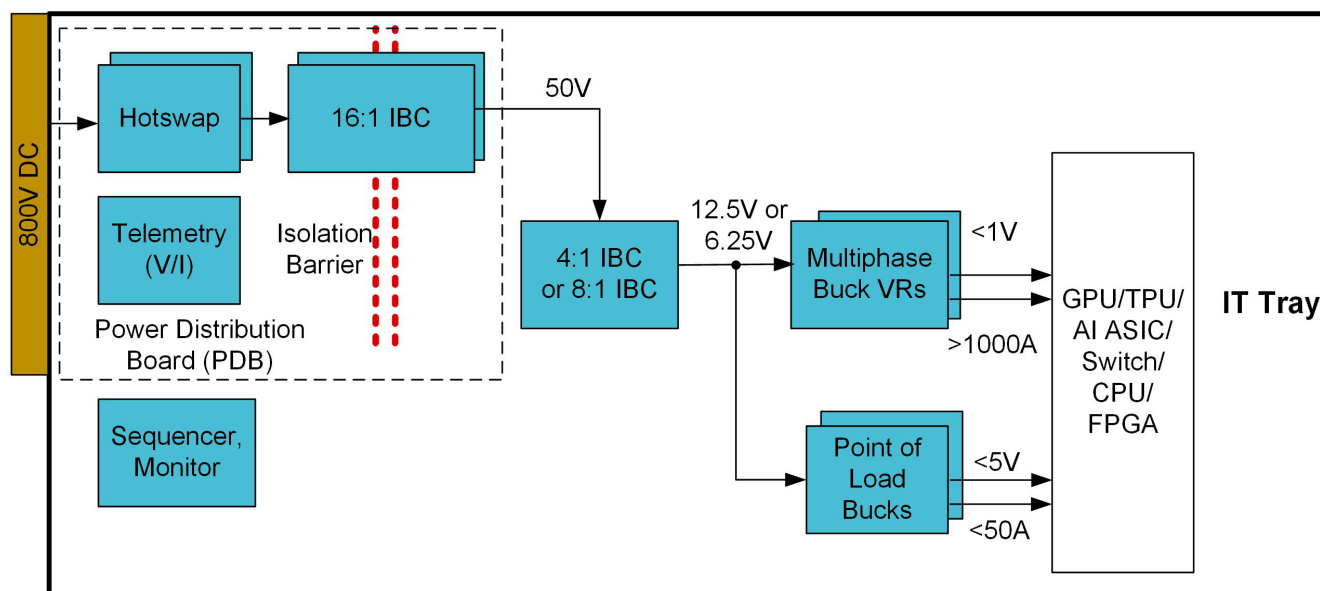 800V DC
Hotswap
16:1 IBC
50V
Telemetry
(V/I)
Isolation
Barrier
Power Distribution
Board (PDB)
Sequencer,
Monitor
4:1 IBC
or 8:1 IBC
12.5V or
6.25V
Multiphase
Buck VRs
<1V
>1000A
Point of
Load
Bucks
<5V
<50A
GPU/TPU/
AI ASIC/
Switch/
CPU/
FPGA
IT Tray